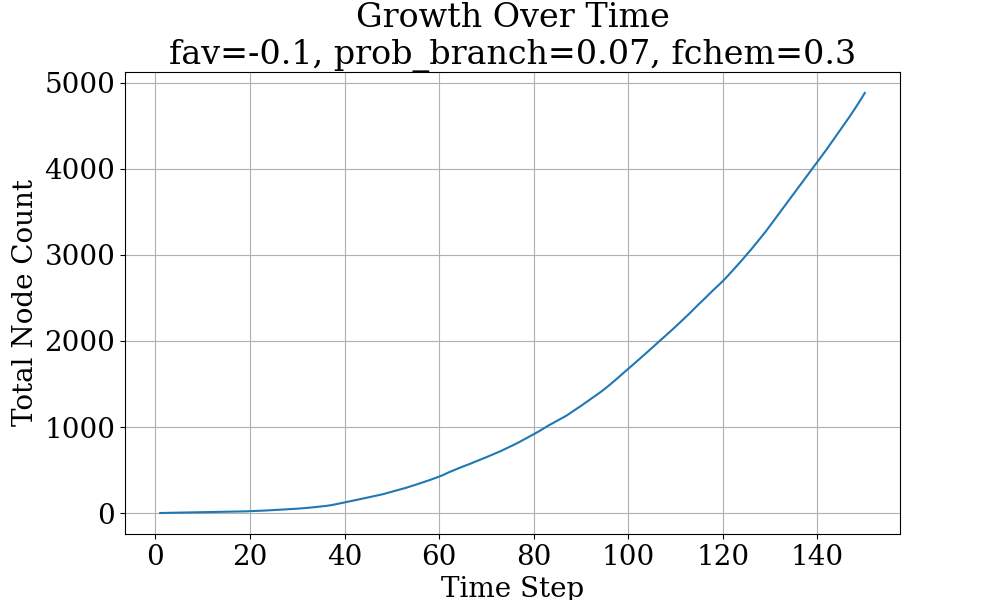 Growth Over Time
fav=-0.1, prob_branch=0.07, fchem=0.3
Total Node Count
5000
4000
3000
2000
1000
0
0 20 40 60 80 100 120 140
Time Step